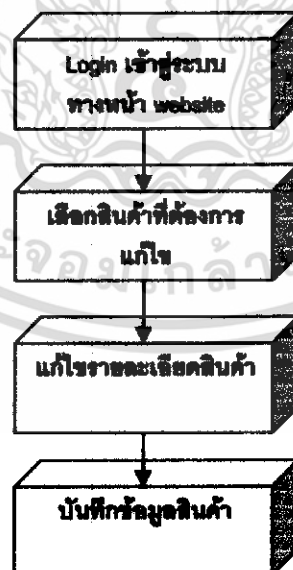 Login เข้าสู่ระบบ
ทางหน้า website
เลือกสินค้าที่ต้องการ
แก้ไข
แก้ไขรายละเอียดสินค้า
บันทึกข้อมูลสินค้า